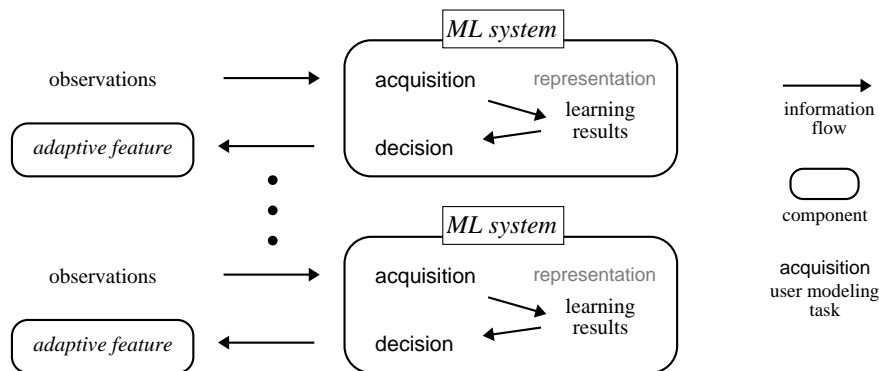 ML system
observations
acquisition
representation
learning
results
information
flow
adaptive feature
decision
component
ML system
observations
acquisition
representation
learning
results
acquisition
user modeling
task
adaptive feature
decision